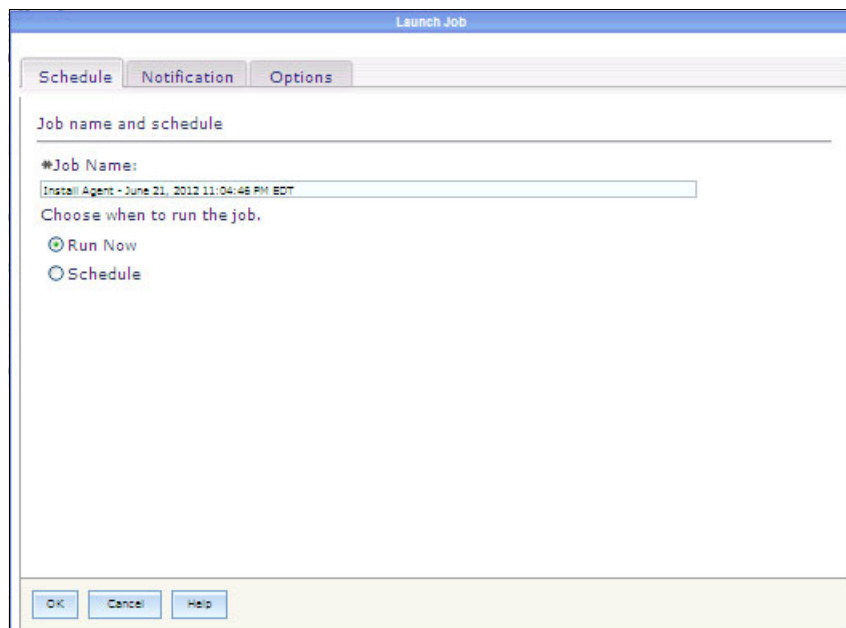 Launch Job
Schedule Notification Options
Job name and schedule
*Job Name:
Install Agent - June 21, 2012 11:04:46 PM EDT
Choose when to run the job.
Run Now
Schedule
OK Cancel Help